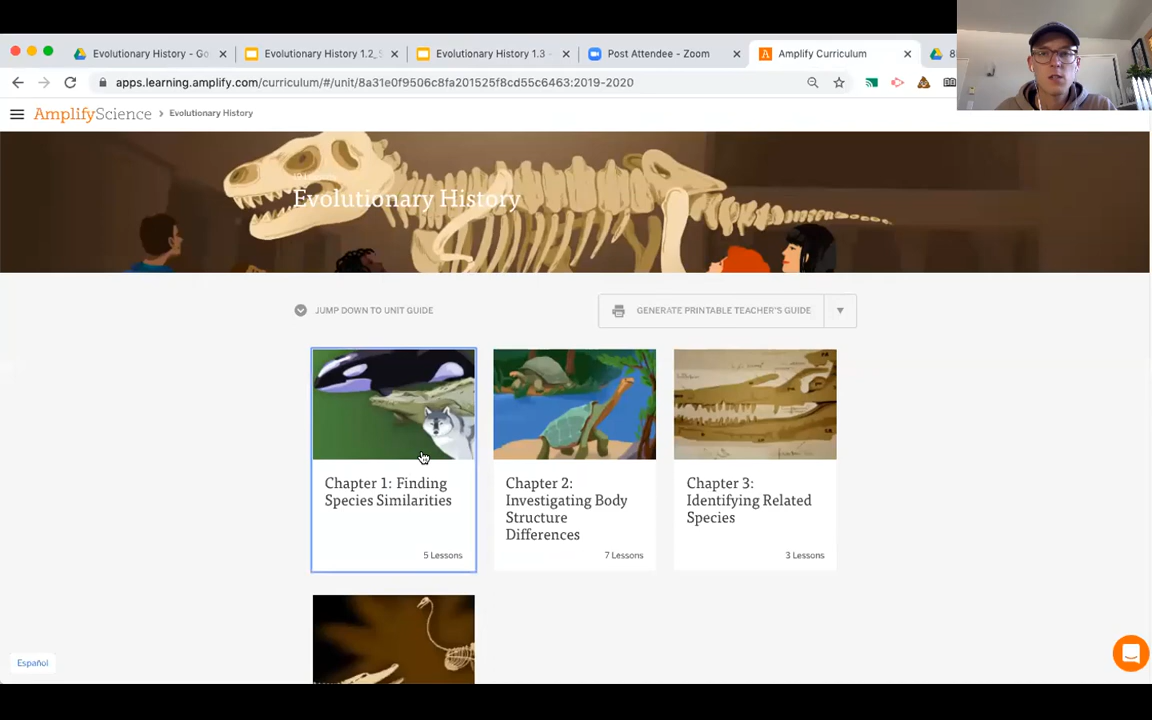 Evolutionary History - Go
Evolutionary History 1.2_
Evolutionary History 1.3 -
Post Attendee - Zoom
Amplify Curriculum
8
apps.learning.amplify.com/curriculum/#/unit/8a31e0f9506c8fa201525f8cd55c6463:2019-2020
AmplifyScience > Evolutionary History
Evolutionary History
JUMP DOWN TO UNIT GUIDE
GENERATE PRINTABLE TEACHER'S GUIDE
Chapter 1: Finding
Species Similarities
5 Lessons
Chapter 2:
Investigating Body
Structure
Differences
7 Lessons
Chapter 3:
Identifying Related
Species
3 Lessons
Español